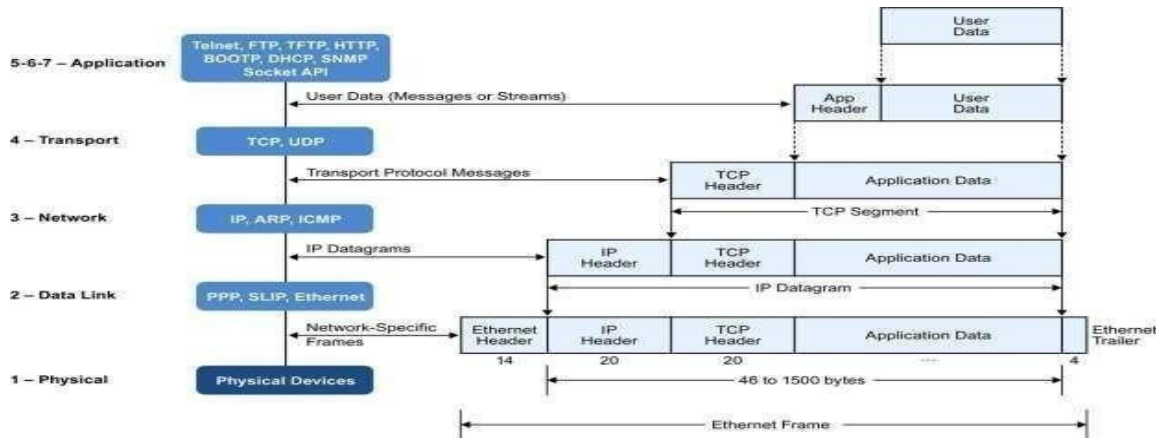 5-6-7 – Application
Telnet, FTP, TFTP, HTTP,
BOOTP, DHCP, SNMP
Socket API
User
Data
User Data (Messages or Streams)
App
Header
User
Data
4 – Transport
TCP, UDP
Transport Protocol Messages
TCP
Header
Application Data
TCP Segment
3 – Network
IP, ARP, ICMP
IP Datagrams
IP
Header
TCP
Header
Application Data
IP Datagram
2 – Data Link
PPP, SLIP, Ethernet
Network-Specific
Frames
Ethernet
Header
IP
Header
TCP
Header
Application Data
Ethernet
Trailer
14
20
20
....
4
1 – Physical
Physical Devices
46 to 1500 bytes
Ethernet Frame